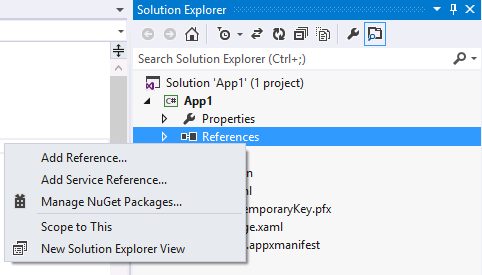 Solution Explorer
Search Solution Explorer (Ctrl+;)
Solution 'App1' (1 project)
C# App1
Properties
References
Add Reference...
Add Service Reference...
Manage NuGet Packages...
Scope to This
New Solution Explorer View
emporaryKey.pfx
ge.xaml
.appxmanifest